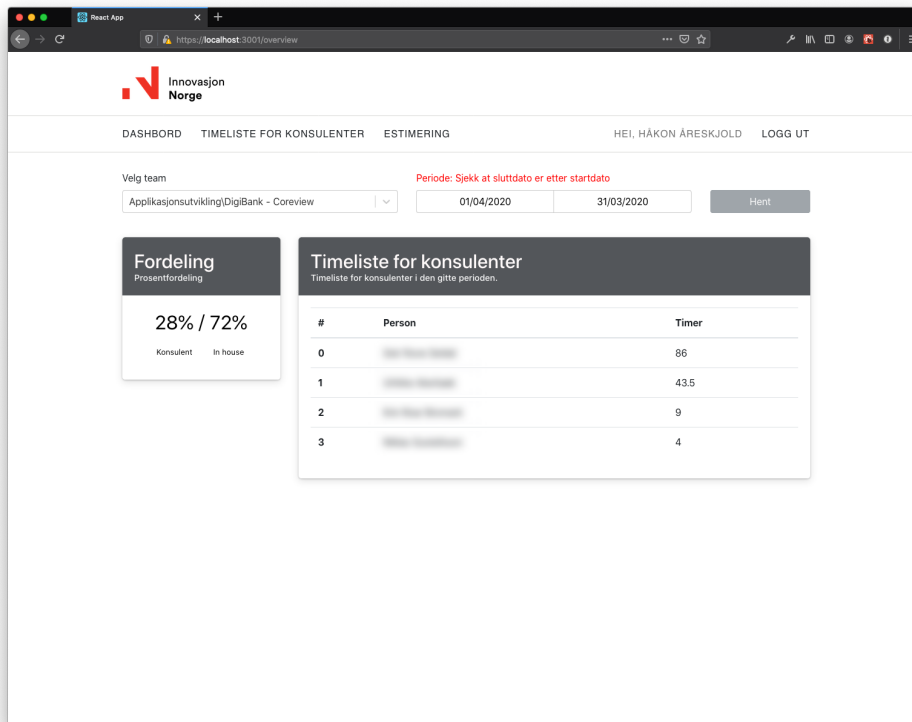 React App
https://localhost:3001/overview
Innovasjon
Norge
DASHBORD TIMELISTE FOR KONSULENTER ESTIMERING HEI, HÅKON ÅRESKJOLD LOGG UT
Velg team
Periode: Sjekk at sluttdato er etter startdato
Applikasjonsutvikling\DigiBank - Coreview
01/04/2020 31/03/2020 Hent
Fordeling
Prosentfordeling
28% / 72%
Konsulent In house
Timeliste for konsulenter
Timeliste for konsulenter i den gitte perioden.
# Person Timer
0 86
1 43.5
2 9
3 4